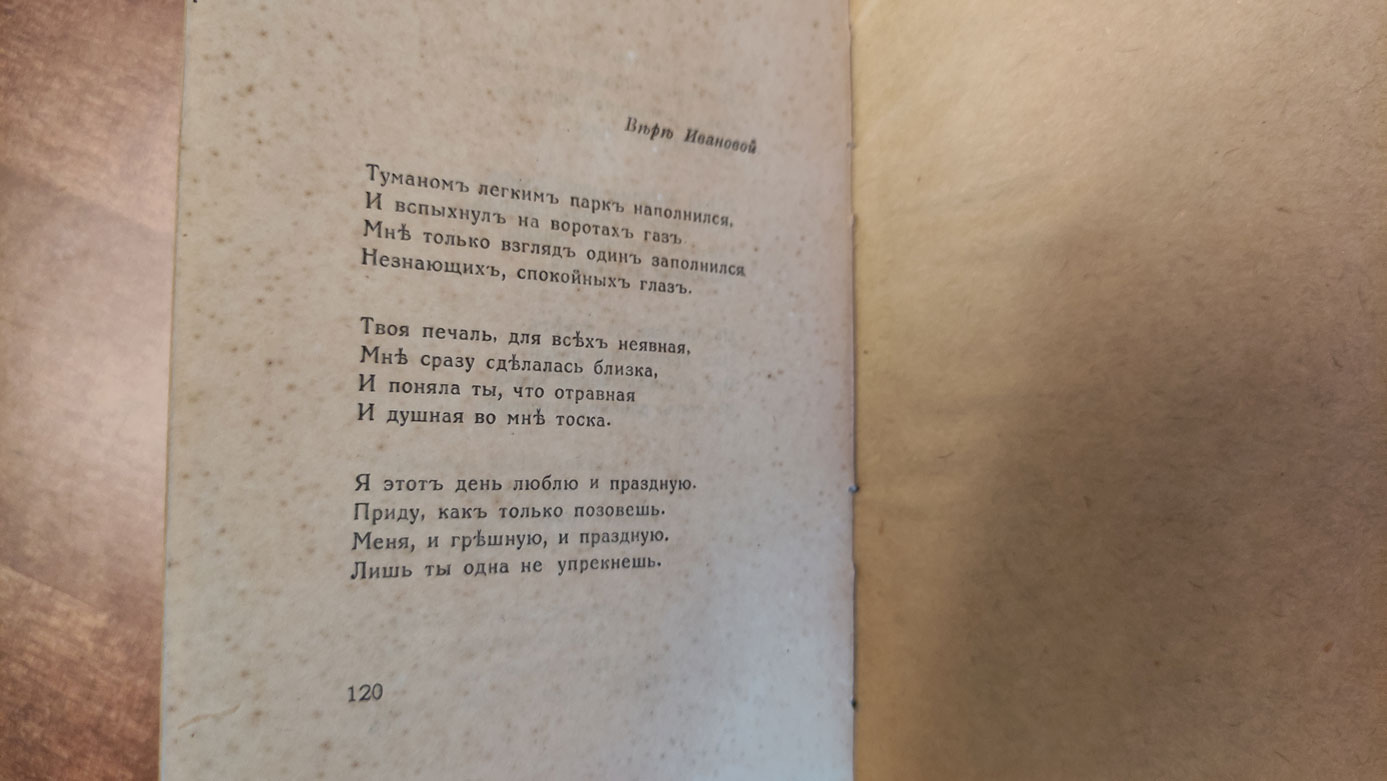 Вѣрѣ Ивановой
Туманомъ легкимъ паркъ наполнился,
И вспыхнулъ на воротахъ газъ
Мнѣ только взглядъ одинъ заполнился
Незнающихъ, спокойныхъ глазъ.
Твоя печаль, для всѣхъ неявная,
Мнѣ сразу сдѣлалась близка,
И поняла ты, что отравная
И душная во мнѣ тоска.
Я этотъ день люблю и праздную.
Приду, какъ только позовешь.
Меня, и грѣшную, и праздную.
Лишь ты одна не упрекнешь.
120